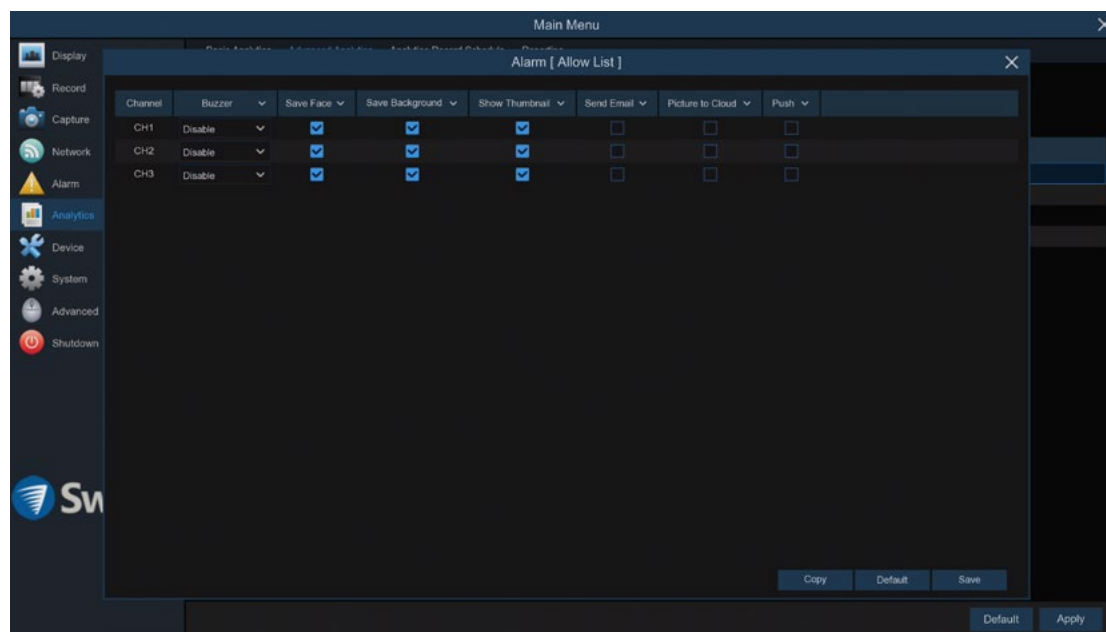 Main Menu
Display
Record
Capture
Network
Alarm
Analytics
Device
System
Advanced
Shutdown
Alarm [ Allow List ]
Channel Buzzer Save Face Save Background Show Thumbnail Send Email Picture to Cloud Push
CH1 Disable
CH2 Disable
CH3 Disable
Sw
Copy Default Save
Default Apply